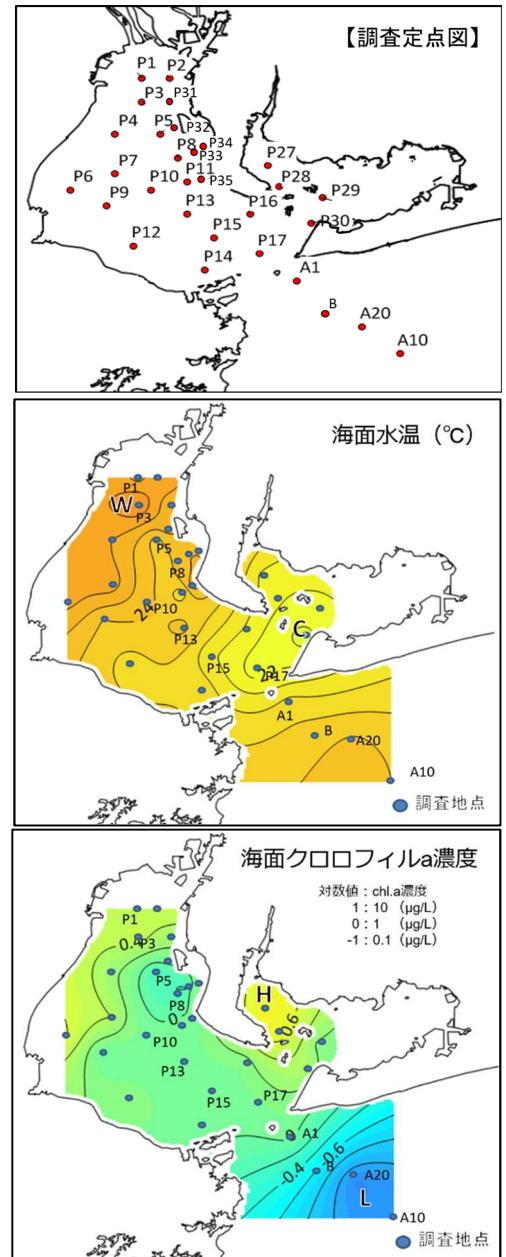 【調査定点図】
P1 P2
P3 P31
P4 P5 P32
P34
P8 P33
P7 P11 P27
P6 P10 P35 P28
P9 P29
P13 P16
P30
P12 P15 P17
P14 A1
B
A20
A10
海面水温（℃）
P1
W
P3
P5
P8
24
P10
C
P13
P15 22 P17
A1
B A20
A10
調査地点
海面クロロフィルa濃度
対数値：chl.a濃度
1：10 （μg/L）
0：1 （μg/L）
-1：0.1 （μg/L）
P1
0.4 P3
P5 H
P8
0.6
P10
P13
P15 P17
0 A1
-0.6
-0.4 B A20
L
A10
調査地点